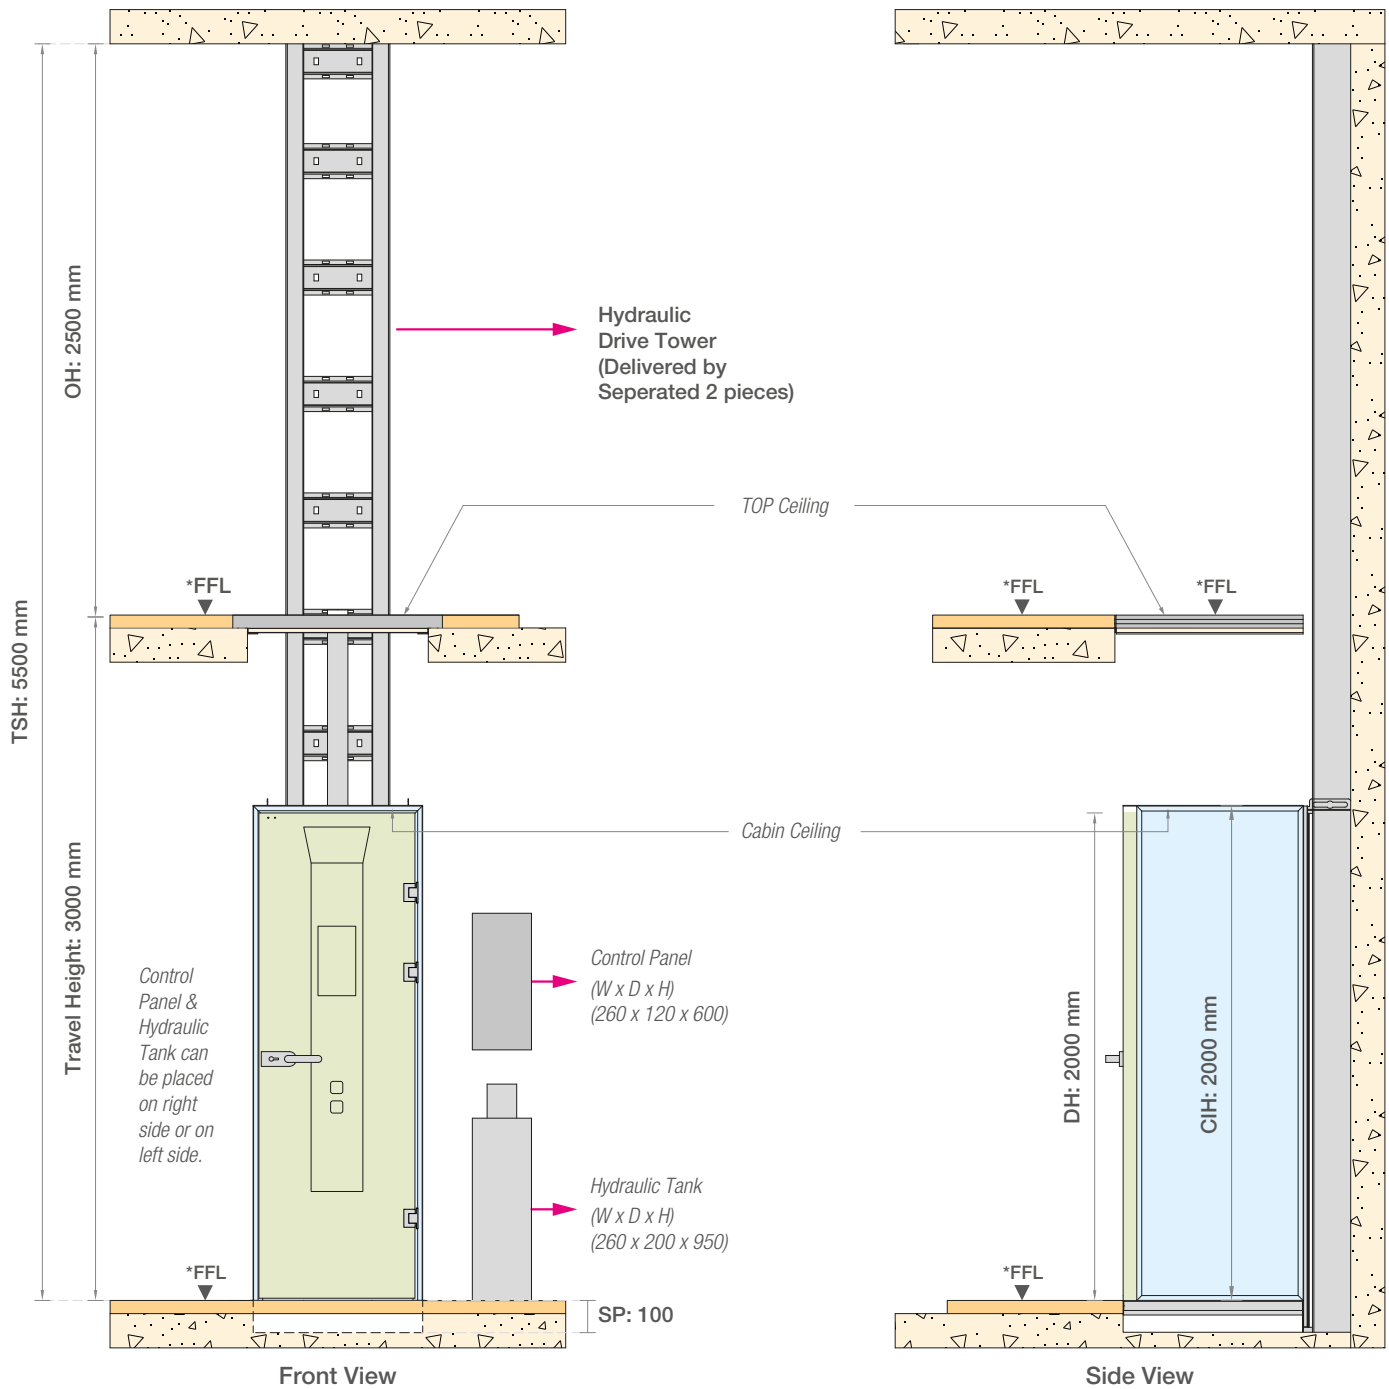 OH: 2500 mm
Hydraulic
Drive Tower
(Delivered by
Seperated 2 pieces)
TOP Ceiling
*FFL
*FFL
*FFL
TSH: 5500 mm
Cabin Ceiling
Travel Height: 3000 mm
Control
Panel &
Hydraulic
Tank can
be placed
on right
side or on
left side.
Control Panel
(W x D x H)
(260 x 120 x 600)
DH: 2000 mm
CIH: 2000 mm
Hydraulic Tank
(W x D x H)
(260 x 200 x 950)
*FFL
*FFL
SP: 100
Front View
Side View